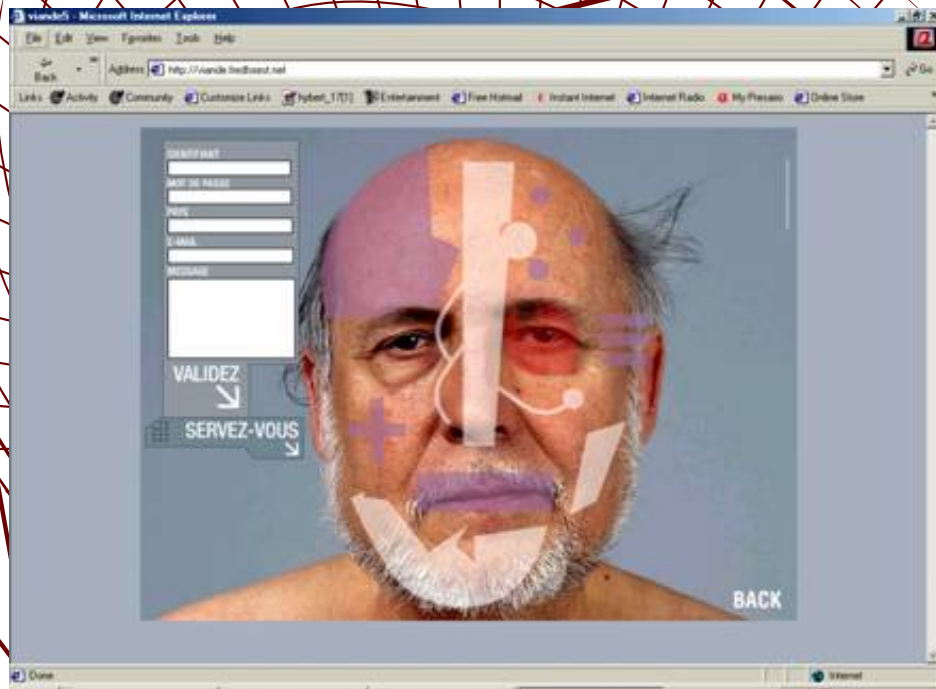 viande5 - Microsoft Internet Explorer
File Edit View Favorites Tools Help
Back
Address
Go
Links Activity Community Customize Links Entertainment Free Hotmail Instant Internet Internet Radio My Presario Online Store
IDENTIFIANT
MOT DE PASSE
PAYS
E-MAIL
MESSAGE
VALIDEZ
SERVEZ-VOUS
BACK
Done
Internet